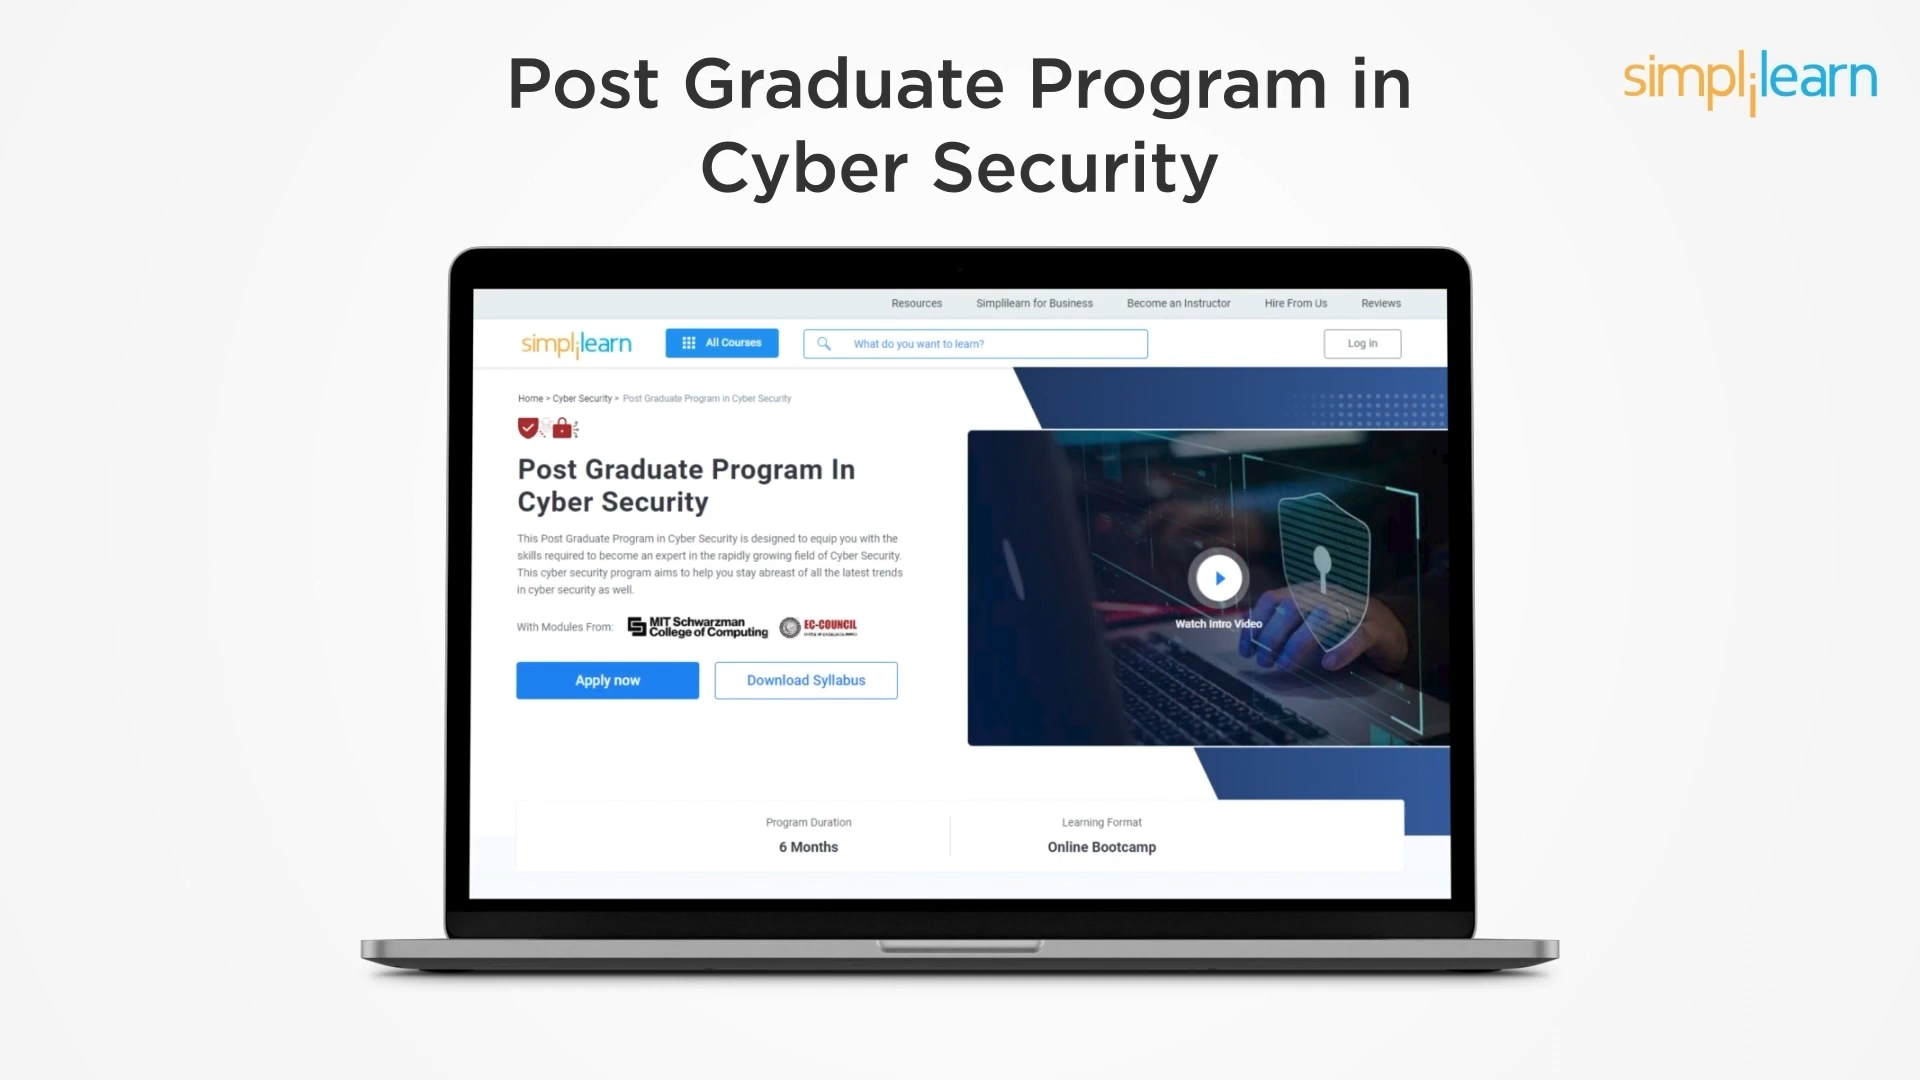 Post Graduate Program in
Cyber Security
simplilearn
Resources
Simplilearn for Business
Become an Instructor
Hire From Us
Reviews
simplilearn
All Courses
What do you want to learn?
Log in
Home > Cyber Security > Post Graduate Program in Cyber Security
Post Graduate Program In
Cyber Security
This Post Graduate Program in Cyber Security is designed to equip you with the
skills required to become an expert in the rapidly growing field of Cyber Security.
This cyber security program aims to help you stay abreast of all the latest trends
in cyber security as well.
With Modules From:
MIT Schwarzman
College of Computing
EC-COUNCIL
Apply now
Download Syllabus
Watch Intro Video
Program Duration
6 Months
Learning Format
Online Bootcamp